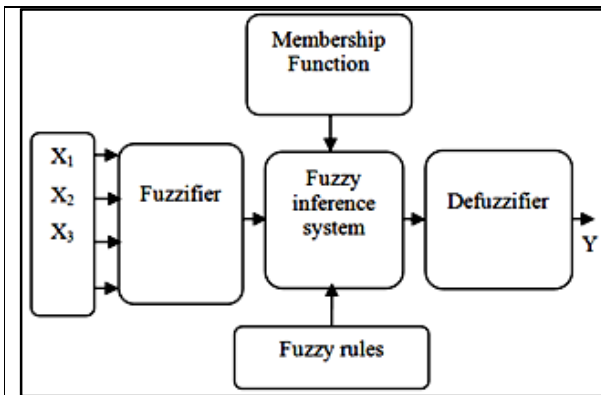 Membership
Function
X₁
X₂
X₃
Fuzzifier
Fuzzy
inference
system
Defuzzifier
Y
Fuzzy rules